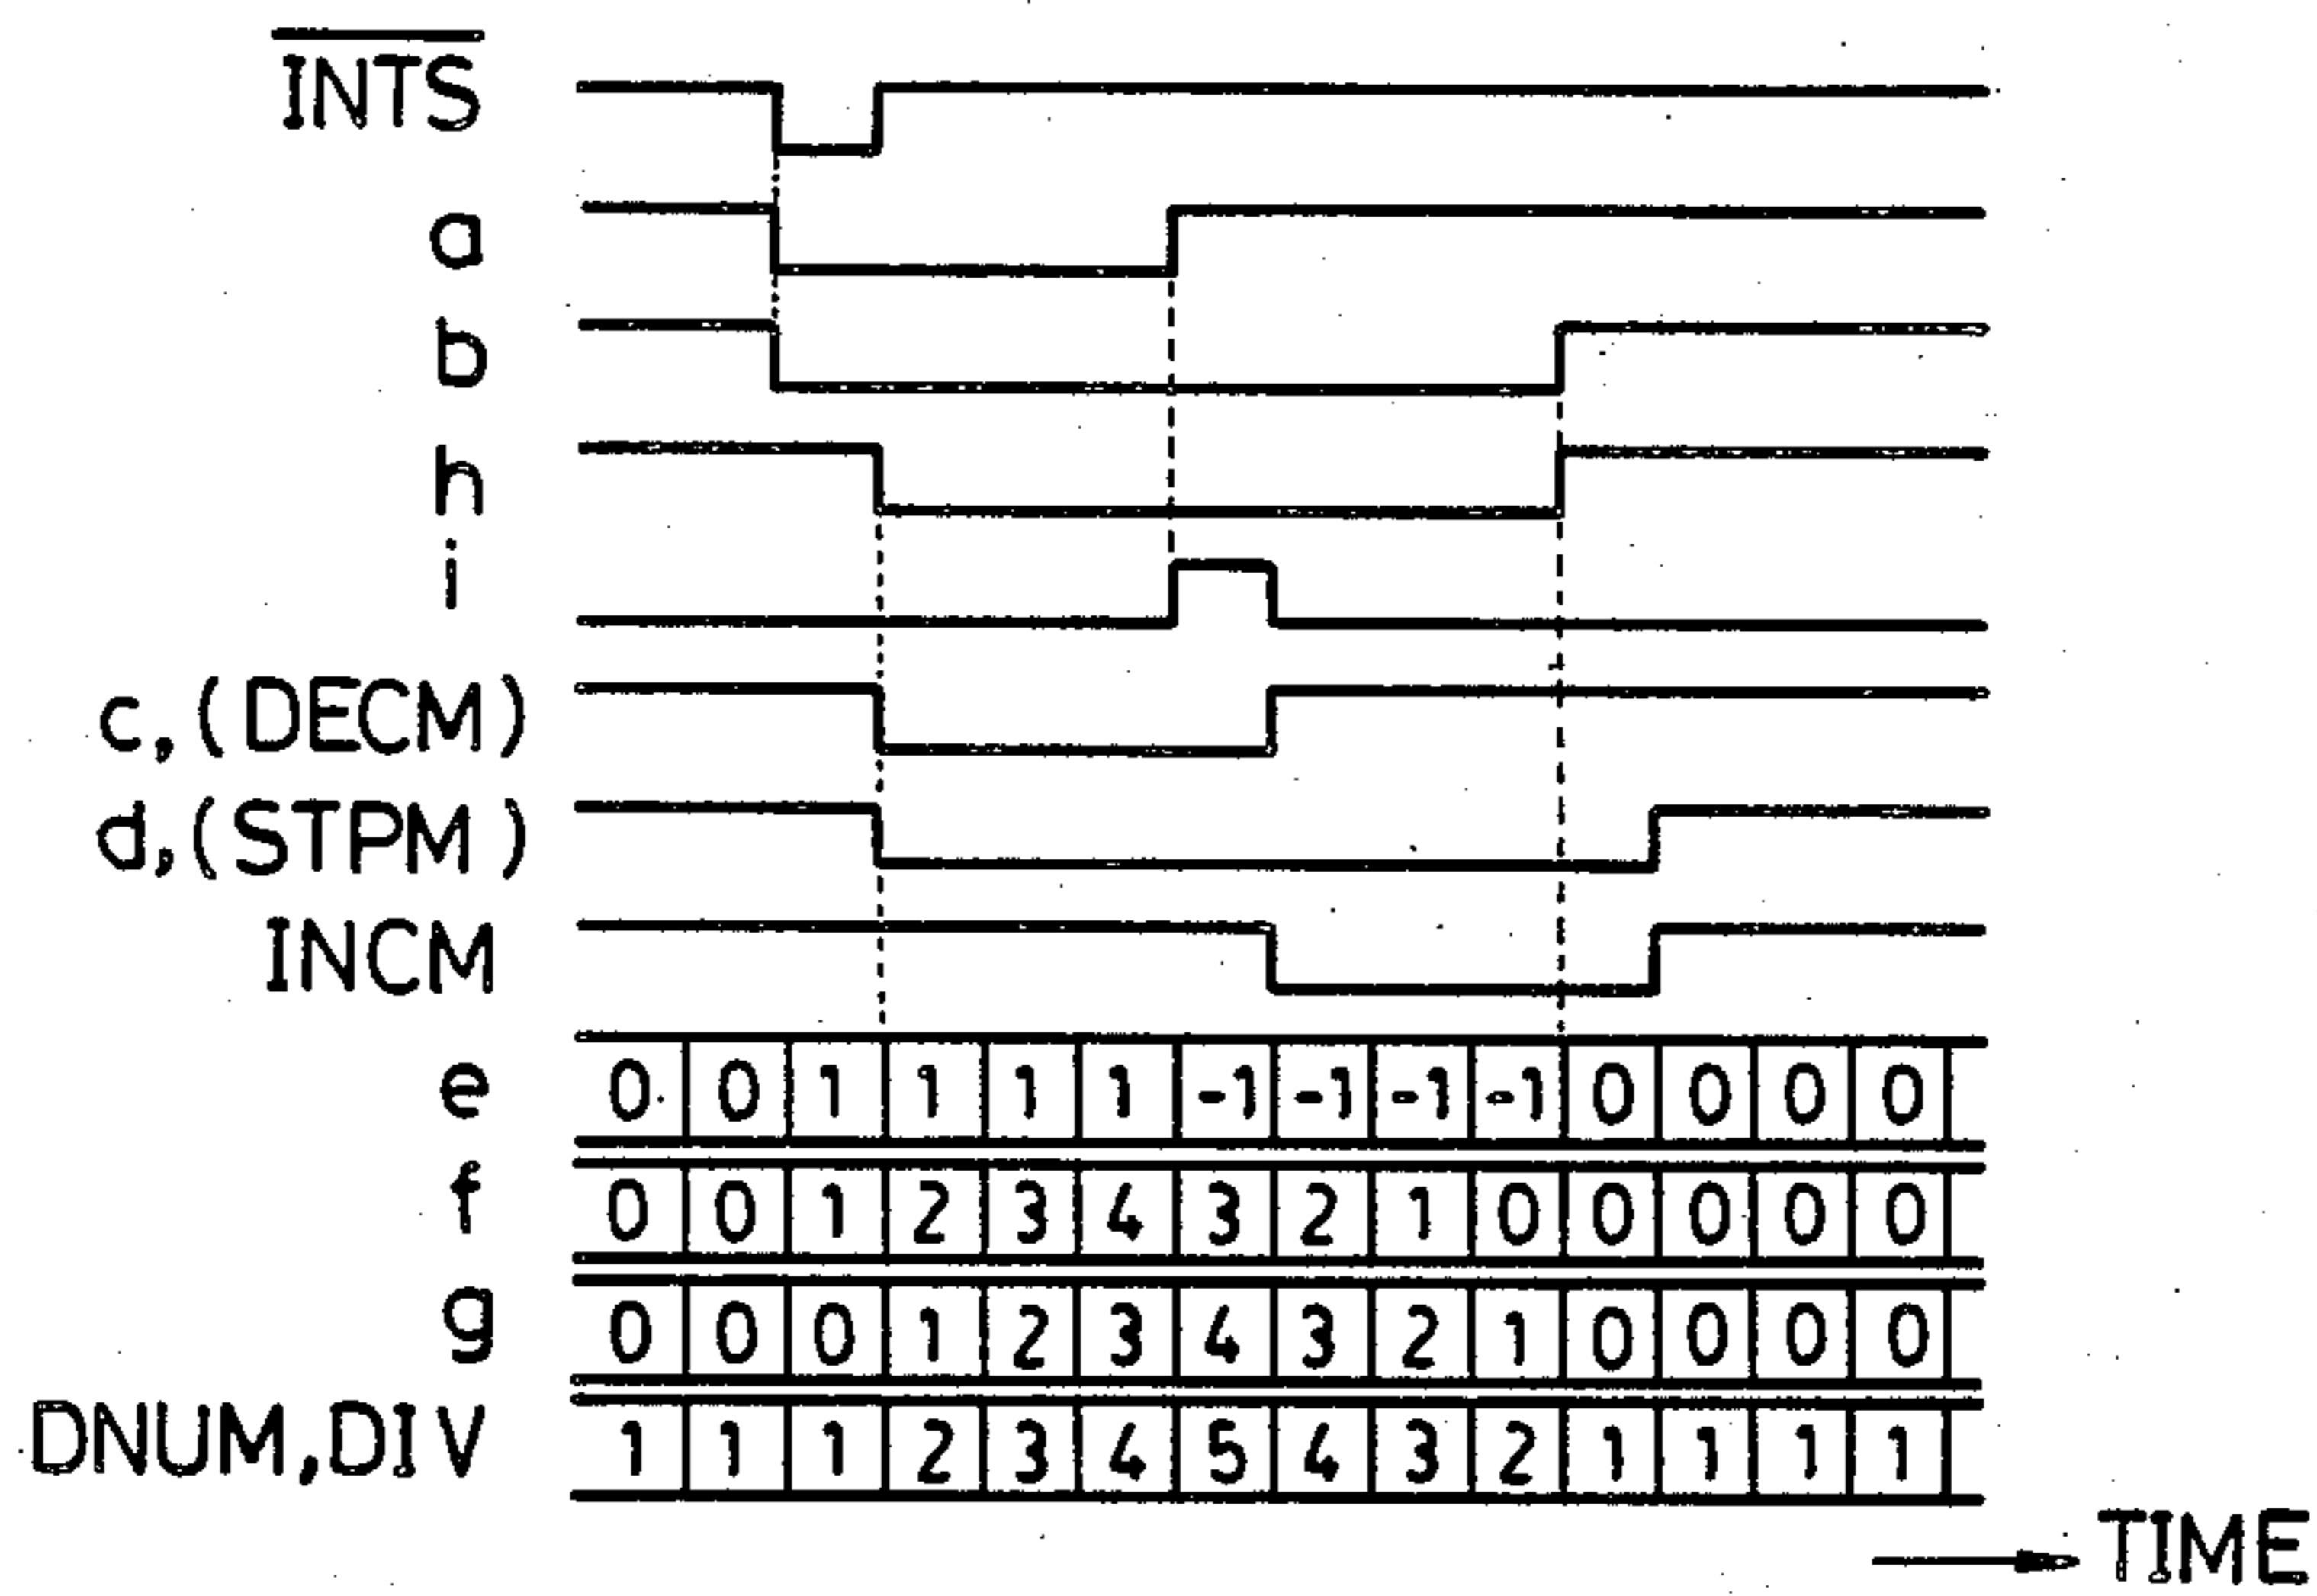 INTS
a
b
h
i
c,(DECM)
d,(STPM)
INCM
e 0 0 1 1 1 1 -1 -1 -1 -1 0 0 0 0
f 0 0 1 2 3 4 3 2 1 0 0 0 0 0
g 0 0 0 1 2 3 4 3 2 1 0 0 0 0
DNUM,DIV 1 1 1 2 3 4 5 4 3 2 1 1 1 1
TIME